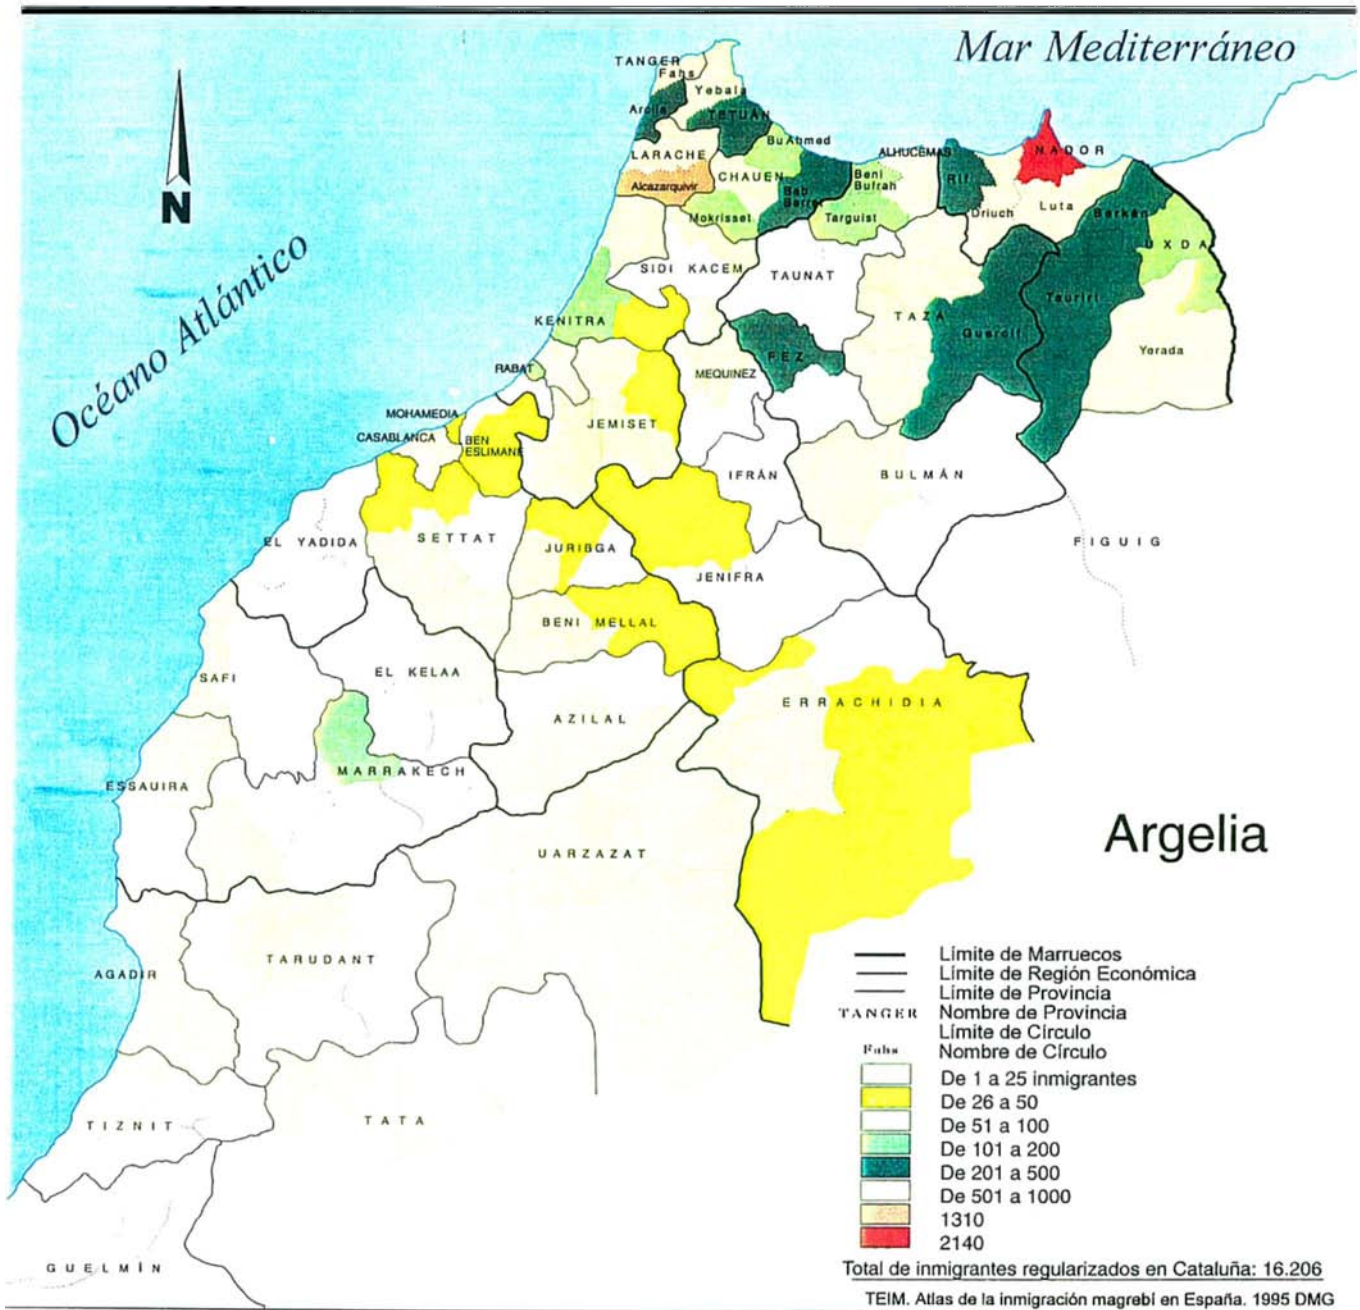 Mar Mediterráneo
TANGER
Fahs
Yebala
Arcila
TETUÁN
Bu Ahmed
LARACHE
ALHUCEMAS
NADOR
CHAUEN
Beni
Bufrah
Rif
Alcazarquivir
Bab
Berret
Mokrisset
Targuist
Driuch
Luta
Berkán
UXDA
N
SIDI KACEM
TAUNAT
Océano Atlántico
Tauriri
TAZA
Guercif
KENITRA
FEZ
Yerada
RABAT
MEQUINEZ
MOHAMEDIA
CASABLANCA
BEN
ESLIMANE
JEMISET
IFRÁN
BULMÁN
EL YADIDA
SETTAT
JURIBGA
FIGUIG
JENIFRA
BENI MELLAL
SAFI
EL KELAA
ERRACHIDIA
AZILAL
MARRAKECH
ESSAUIRA
Argelia
UARZAZAT
TARUDANT
AGADIR
TIZNIT
TATA
GUELMÍN
Límite de Marruecos
Límite de Región Económica
Límite de Provincia
TANGER Nombre de Provincia
Límite de Círculo
Fahs Nombre de Círculo
De 1 a 25 inmigrantes
De 26 a 50
De 51 a 100
De 101 a 200
De 201 a 500
De 501 a 1000
1310
2140
Total de inmigrantes regularizados en Cataluña: 16.206
TEIM. Atlas de la inmigración magrebí en España. 1995 DMG